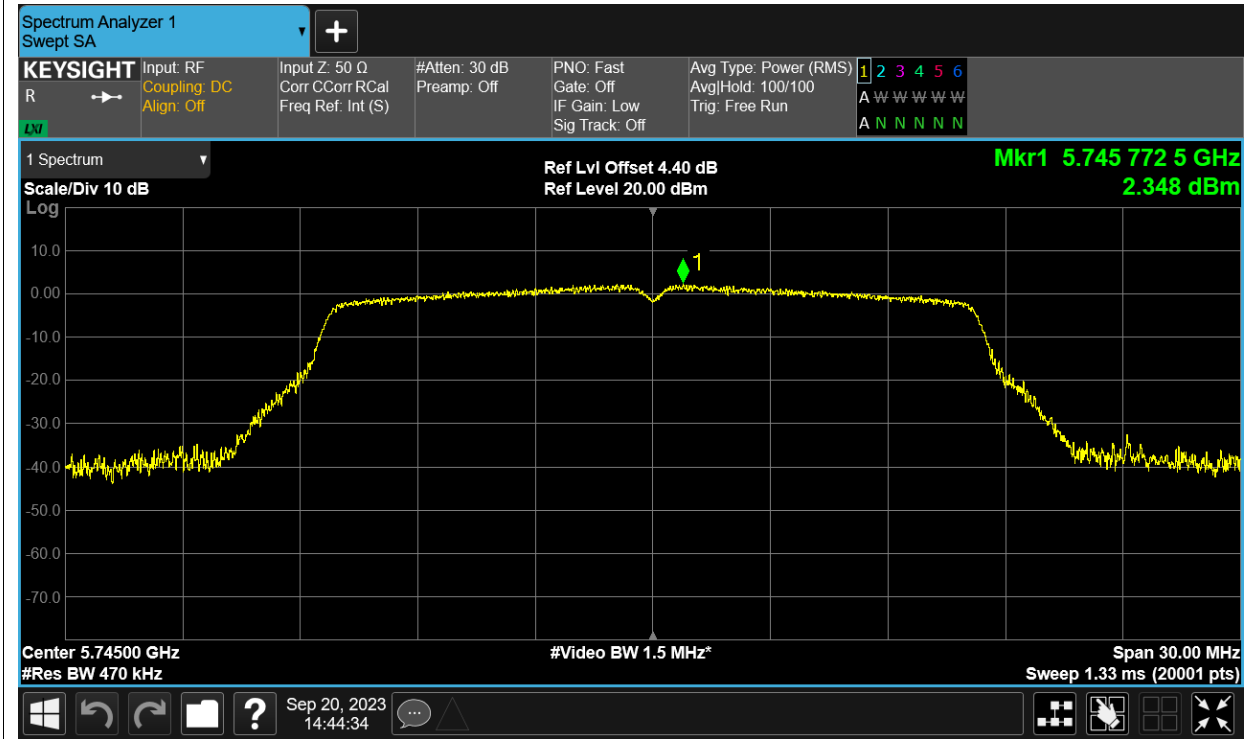 Spectrum Analyzer 1
Swept SA
KEYSIGHT
R
LXI
Input: RF
Coupling: DC
Align: Off
Input Z: 50 Ω
Corr CCorr RCal
Freq Ref: Int (S)
#Atten: 30 dB
Preamp: Off
PNO: Fast
Gate: Off
IF Gain: Low
Sig Track: Off
Avg Type: Power (RMS)
Avg|Hold: 100/100
Trig: Free Run
1 2 3 4 5 6
A W W W W W
A N N N N N
1 Spectrum
Scale/Div 10 dB
Log
Ref Lvl Offset 4.40 dB
Ref Level 20.00 dBm
Mkr1 5.745 772 5 GHz
2.348 dBm
1
10.0
0.00
-10.0
-20.0
-30.0
-40.0
-50.0
-60.0
-70.0
Center 5.74500 GHz
#Res BW 470 kHz
#Video BW 1.5 MHz*
Span 30.00 MHz
Sweep 1.33 ms (20001 pts)
?
Sep 20, 2023
14:44:34